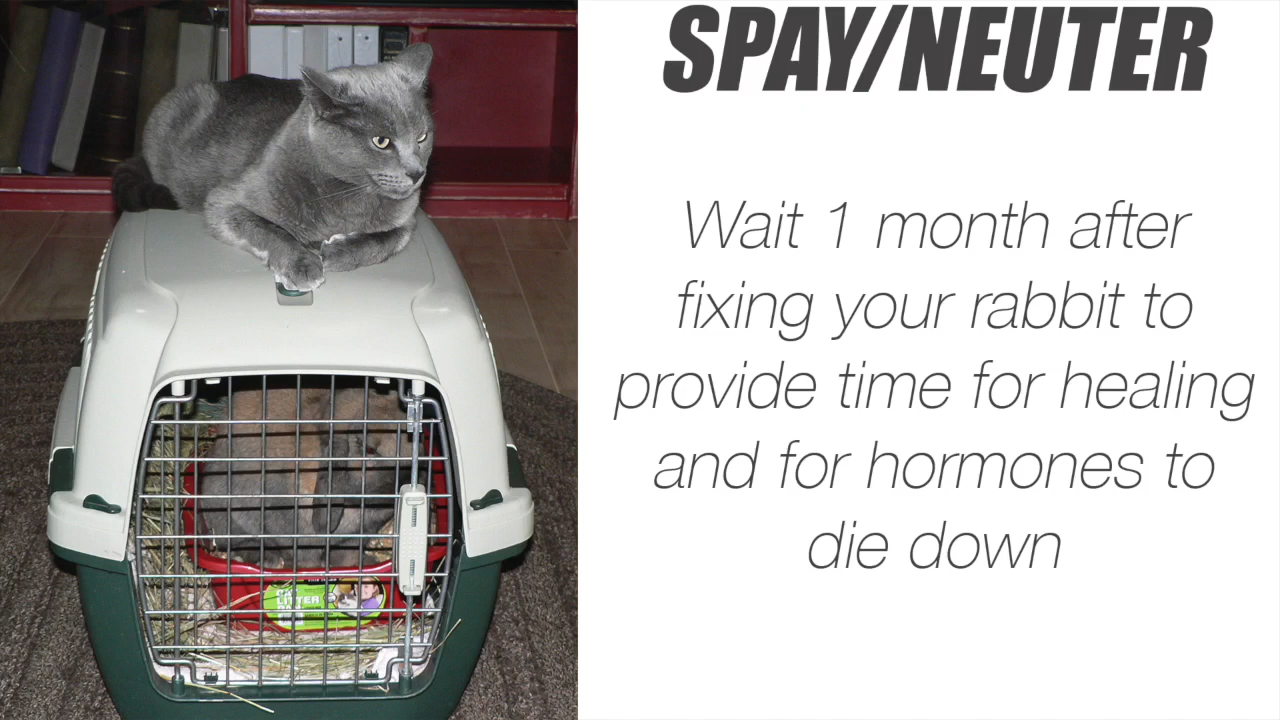 SPAY/NEUTER
Wait 1 month after
fixing your rabbit to
provide time for healing
and for hormones to
die down
LITTER